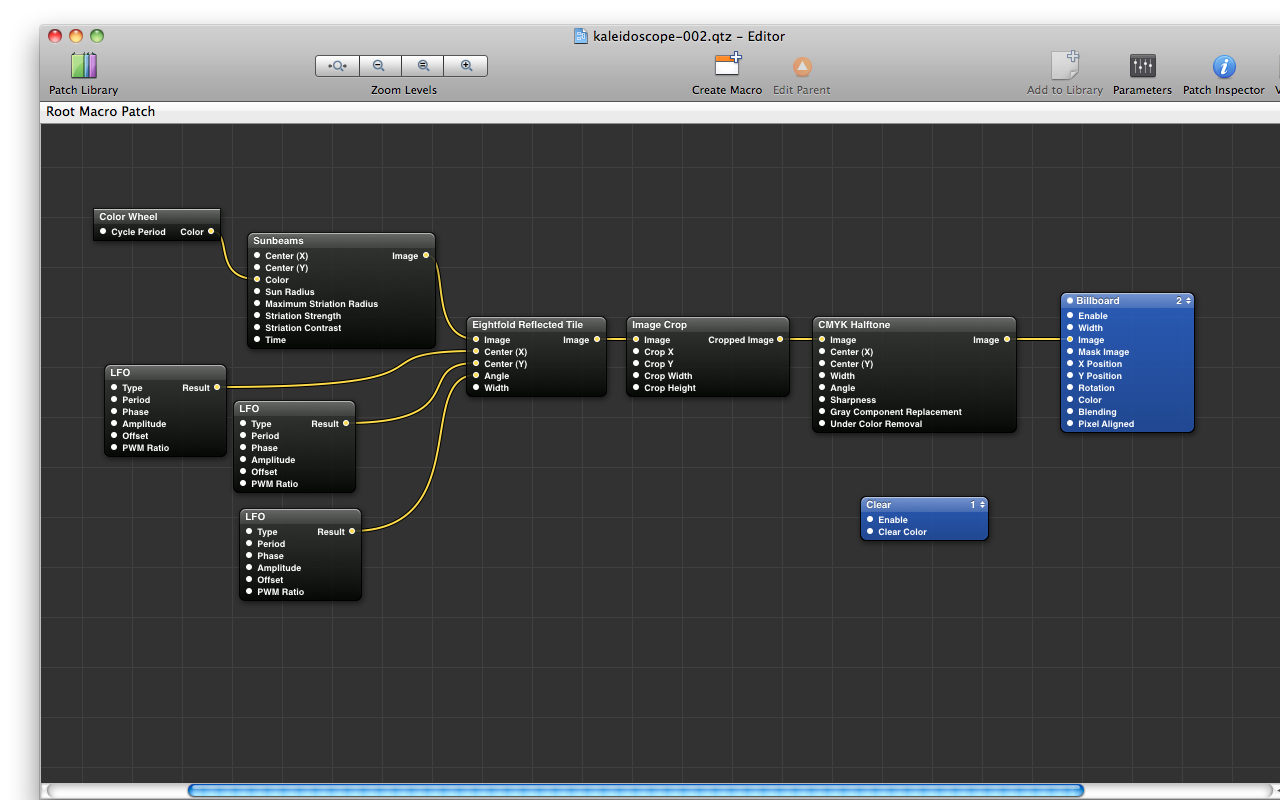 kaleidoscope-002.qtz – Editor
Patch Library
Zoom Levels
Create Macro
Edit Parent
Add to Library
Parameters
Patch Inspector
Root Macro Patch
Color Wheel
Cycle Period Color
Sunbeams
Center (X) Image
Center (Y)
Color
Sun Radius
Maximum Striation Radius
Striation Strength
Striation Contrast
Time
LFO
Type Result
Period
Phase
Amplitude
Offset
PWM Ratio
LFO
Type Result
Period
Phase
Amplitude
Offset
PWM Ratio
LFO
Type Result
Period
Phase
Amplitude
Offset
PWM Ratio
Eightfold Reflected Tile
Image Image
Center (X)
Center (Y)
Angle
Width
Image Crop
Image Cropped Image
Crop X
Crop Y
Crop Width
Crop Height
CMYK Halftone
Image Image
Center (X)
Center (Y)
Width
Angle
Sharpness
Gray Component Replacement
Under Color Removal
Billboard 2
Enable
Width
Image
Mask Image
X Position
Y Position
Rotation
Color
Blending
Pixel Aligned
Clear 1
Enable
Clear Color